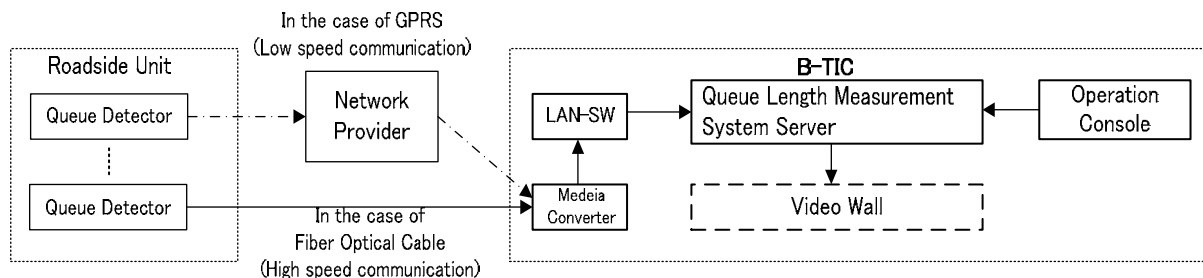 In the case of GPRS
(Low speed communication)
Roadside Unit
Queue Detector
Queue Detector
Network
Provider
In the case of
Fiber Optical Cable
(High speed communication)
B-TIC
LAN-SW
Medeia
Converter
Queue Length Measurement
System Server
Operation
Console
Video Wall